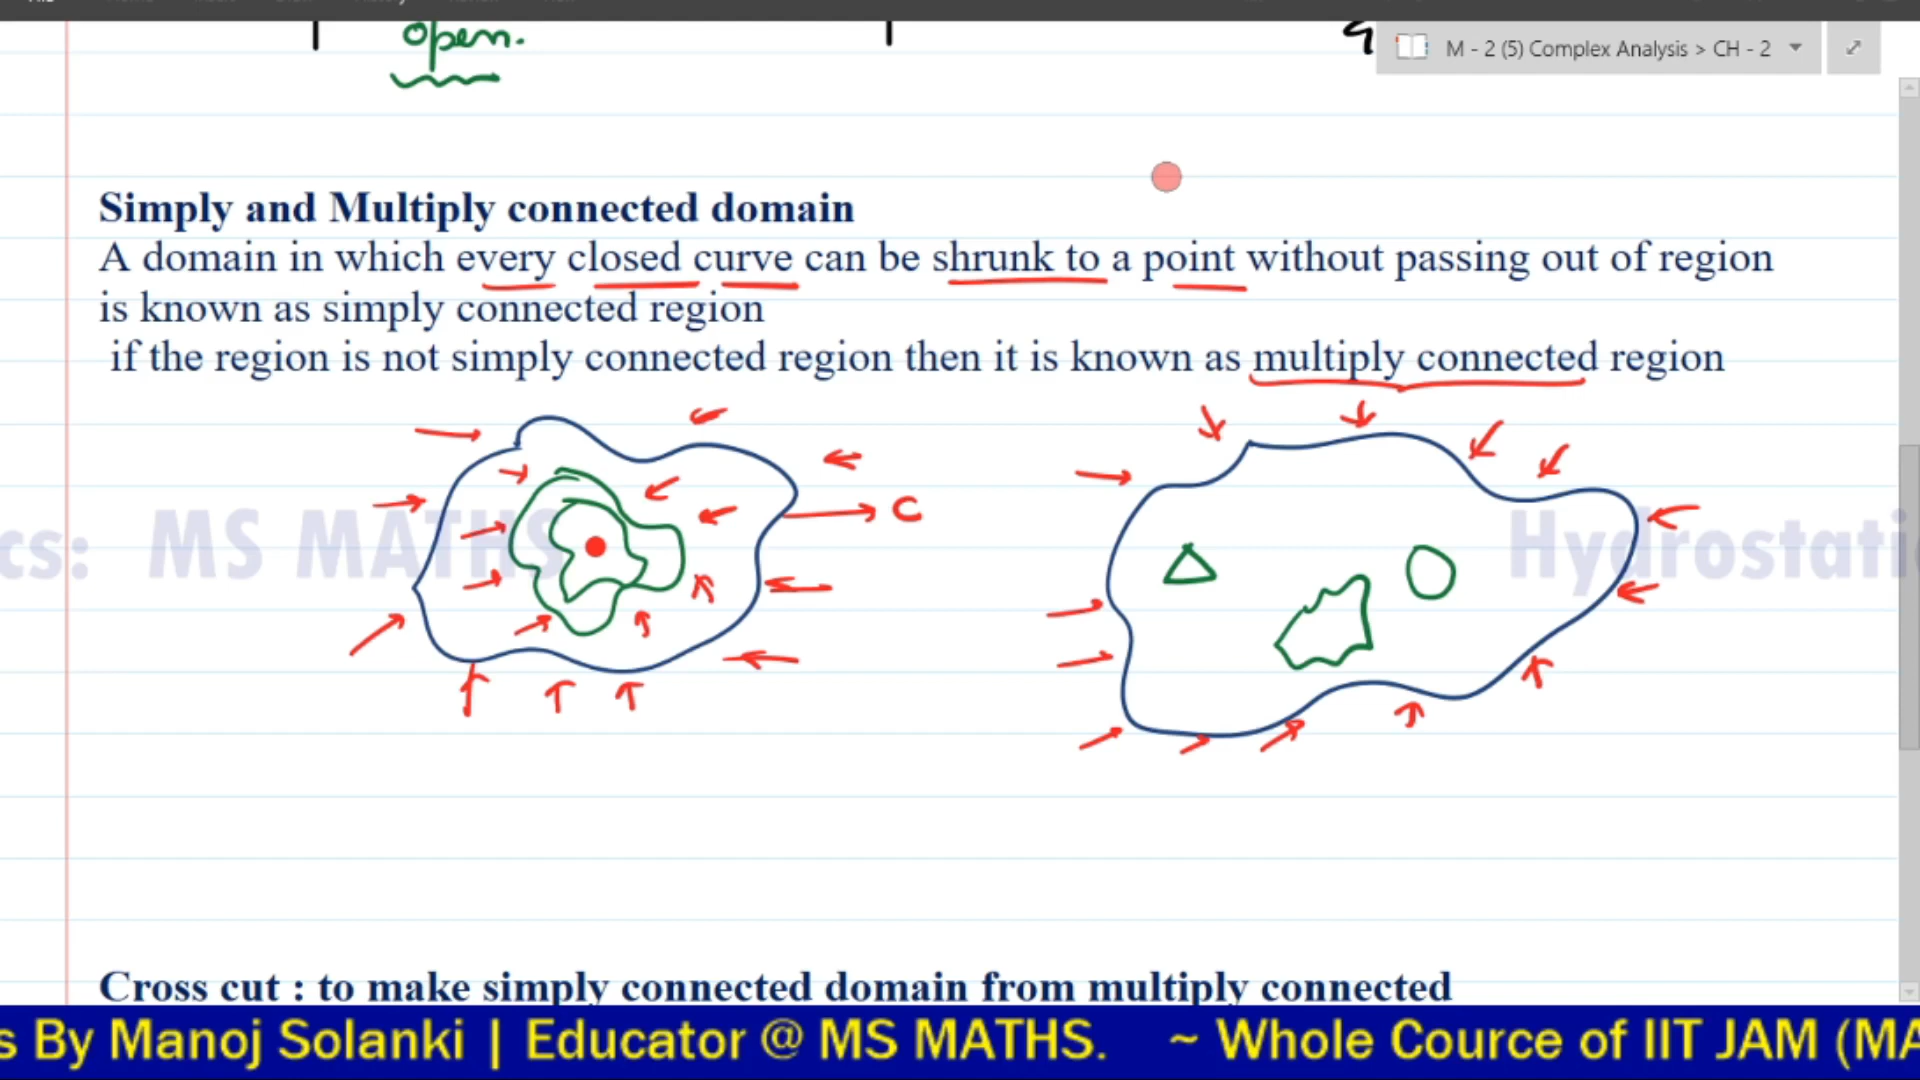 open.
M - 2 (5) Complex Analysis > CH - 2
Simply and Multiply connected domain
A domain in which every closed curve can be shrunk to a point without passing out of region
is known as simply connected region
if the region is not simply connected region then it is known as multiply connected region
C
cs: MS MATHS Hydrostati
Cross cut : to make simply connected domain from multiply connected
s By Manoj Solanki | Educator @ MS MATHS. ~ Whole Cource of IIT JAM (MA